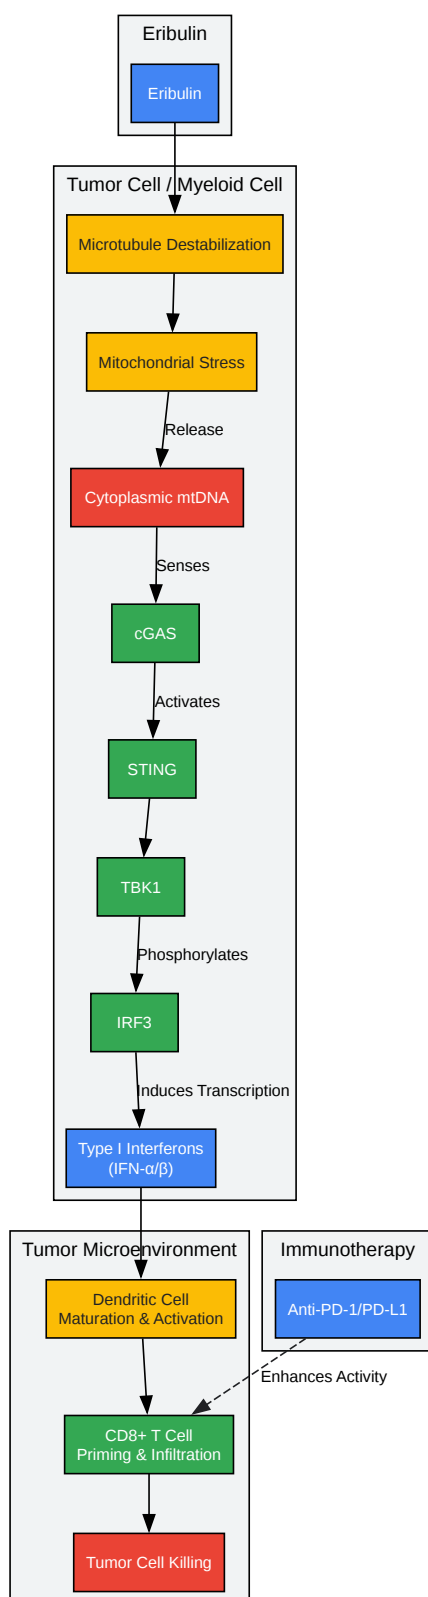 Eribulin
Eribulin
Tumor Cell / Myeloid Cell
Microtubule Destabilization
Mitochondrial Stress
Release
Cytoplasmic mtDNA
Senses
cGAS
Activates
STING
TBK1
Phosphorylates
IRF3
Induces Transcription
Type I Interferons
(IFN-α/β)
Tumor Microenvironment
Immunotherapy
Dendritic Cell
Maturation & Activation
Anti-PD-1/PD-L1
Enhances Activity
CD8+ T Cell
Priming & Infiltration
Tumor Cell Killing